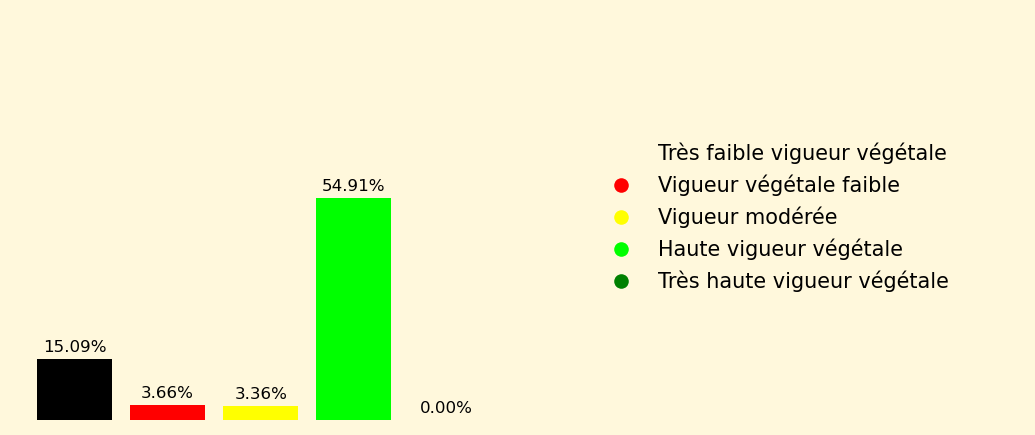 54.91%
15.09%
3.66%
3.36%
0.00%
Très faible vigueur végétale
Vigueur végétale faible
Vigueur modérée
Haute vigueur végétale
Très haute vigueur végétale